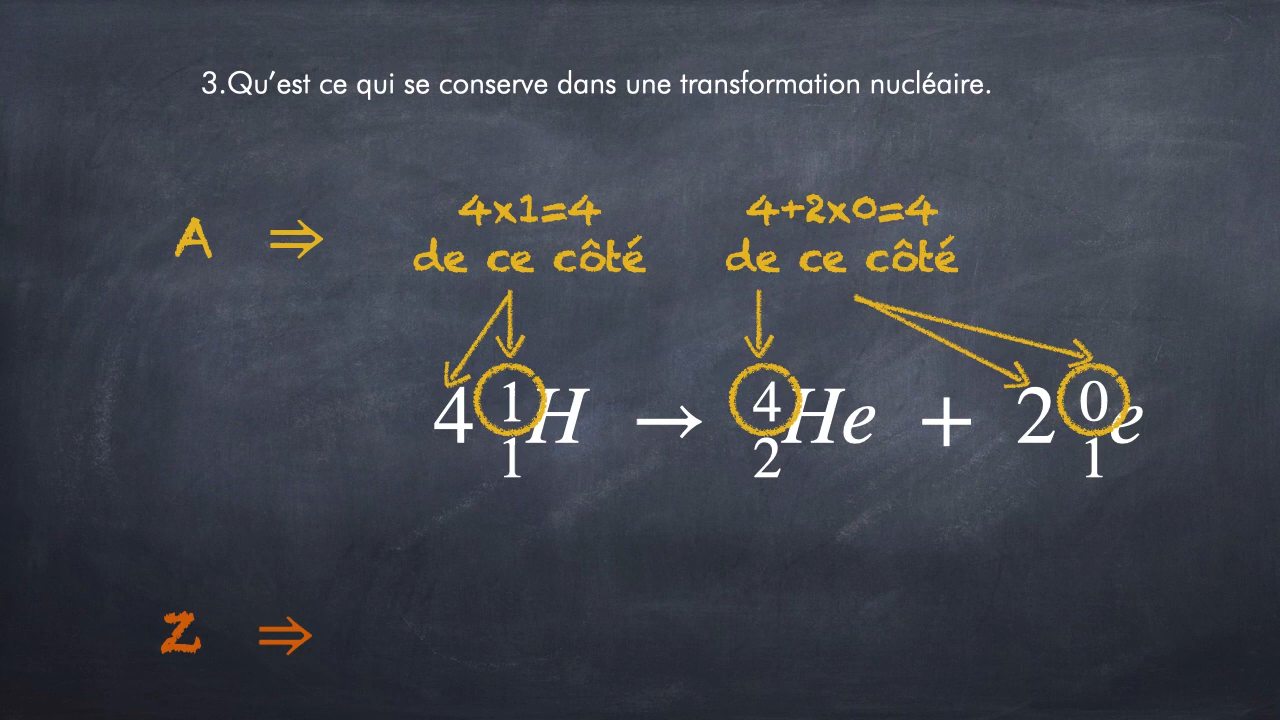 3.Qu’est ce qui se conserve dans une transformation nucléaire.
4x1=4
de ce côté
4+2x0=4
de ce côté
A ⇒
4 ¹₁H → ⁴₂He + 2 ⁰₁e
Z ⇒